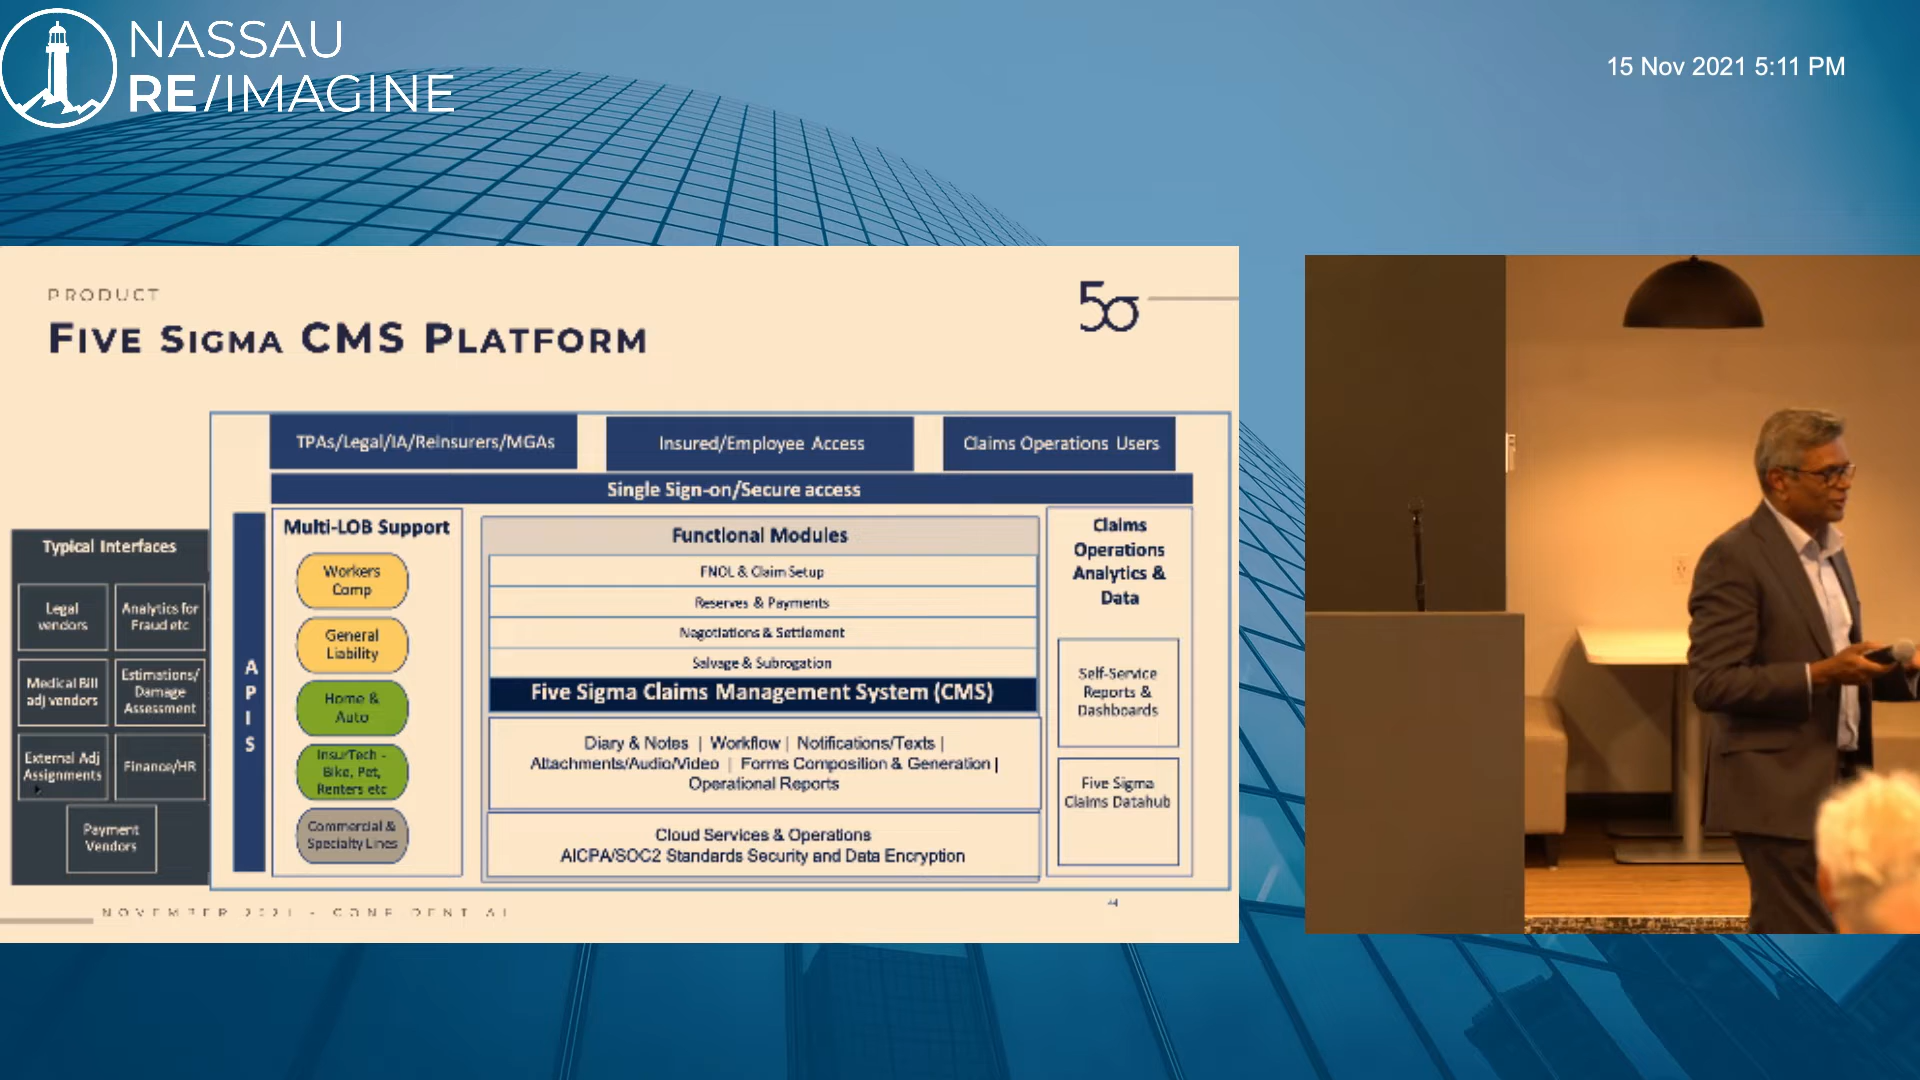 NASSAU
RE/IMAGINE
15 Nov 2021 5:11 PM
PRODUCT
5σ
FIVE SIGMA CMS PLATFORM
TPAs/Legal/IA/Reinsurers/MGAs
Insured/Employee Access
Claims Operations Users
Single Sign-on/Secure access
Typical Interfaces
Legal
vendors
Analytics for
Fraud etc
Medical Bill
adj vendors
Estimations/
Damage
Assessment
External Adj
Assignments
Finance/HR
Payment
Vendors
A
P
I
S
Multi-LOB Support
Workers
Comp
General
Liability
Home &
Auto
InsurTech -
Bike, Pet,
Renters etc
Commercial &
Specialty Lines
Functional Modules
FNOL & Claim Setup
Reserves & Payments
Negotiations & Settlement
Salvage & Subrogation
Five Sigma Claims Management System (CMS)
Diary & Notes | Workflow | Notifications/Texts |
Attachments/Audio/Video | Forms Composition & Generation |
Operational Reports
Cloud Services & Operations
AICPA/SOC2 Standards Security and Data Encryption
Claims
Operations
Analytics &
Data
Self-Service
Reports &
Dashboards
Five Sigma
Claims Datahub
NOVEMBER 2021 - CONFIDENTIAL